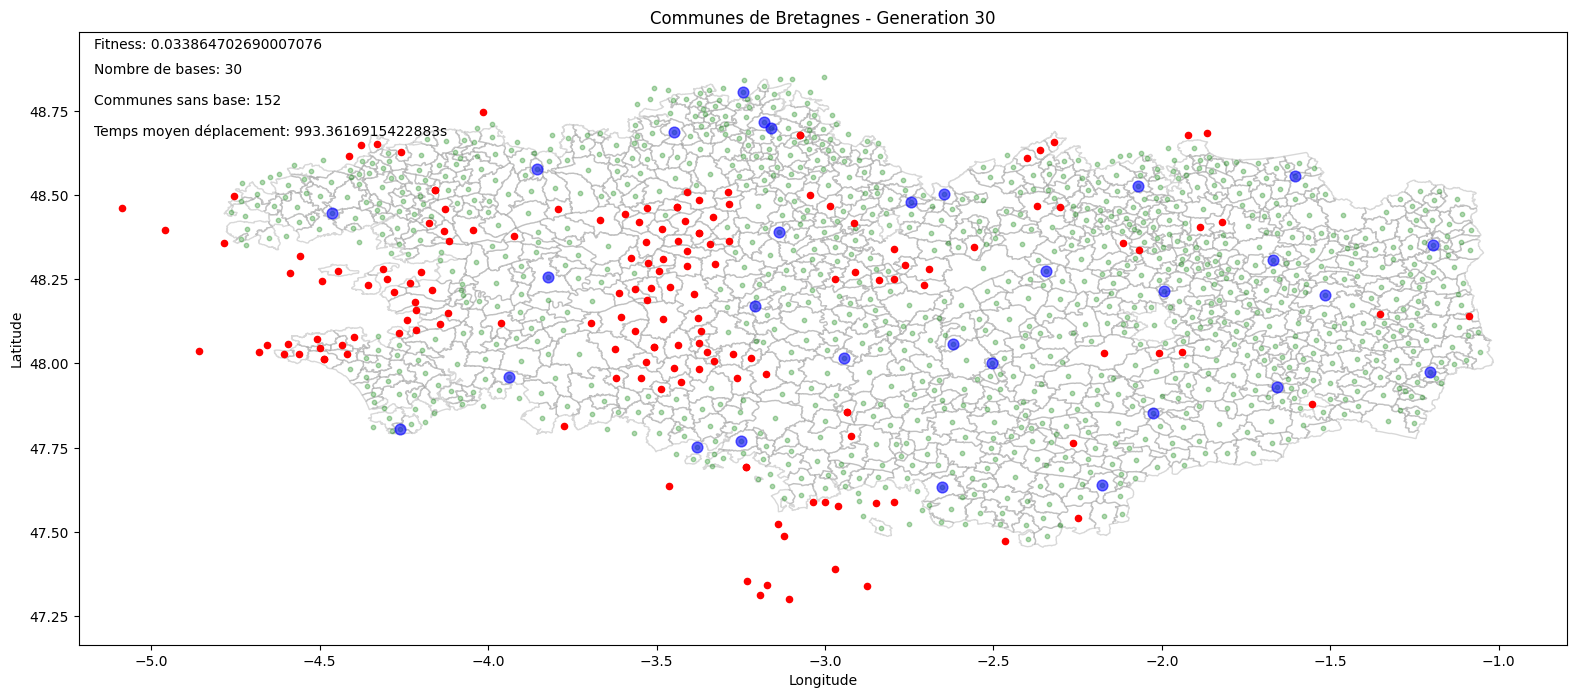 Communes de Bretagnes - Generation 30
Fitness: 0.033864702690007076
Nombre de bases: 30
Communes sans base: 152
Temps moyen déplacement: 993.3616915422883s
Latitude
48.75
48.50
48.25
48.00
47.75
47.50
47.25
−5.0 −4.5 −4.0 −3.5 −3.0 −2.5 −2.0 −1.5 −1.0
Longitude